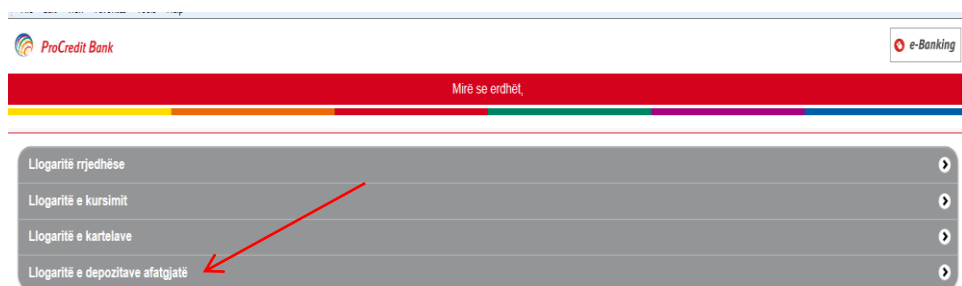 ProCredit Bank
e-Banking
Mirë se erdhët,
Llogaritë rrjedhëse
Llogaritë e kursimit
Llogaritë e kartelave
Llogaritë e depozitave afatgjatë